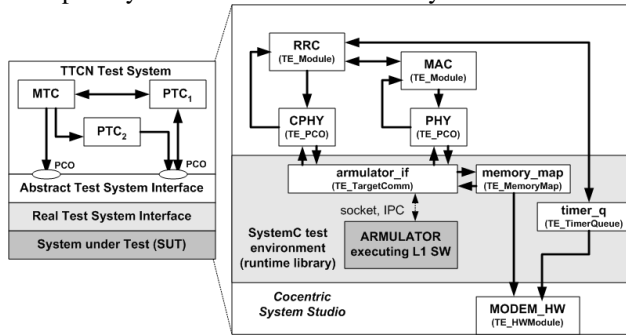 TTCN Test System
MTC
PTC1
PTC2
PCO
PCO
Abstract Test System Interface
Real Test System Interface
System under Test (SUT)
RRC
(TE_Module)
MAC
(TE_Module)
CPHY
(TE_PCO)
PHY
(TE_PCO)
armulator_if
(TE_TargetComm)
memory_map
(TE_MemoryMap)
socket, IPC
timer_q
(TE_TimerQueue)
SystemC test
environment
(runtime library)
ARMULATOR
executing L1 SW
Cocentric
System Studio
MODEM_HW
(TE_HWModule)